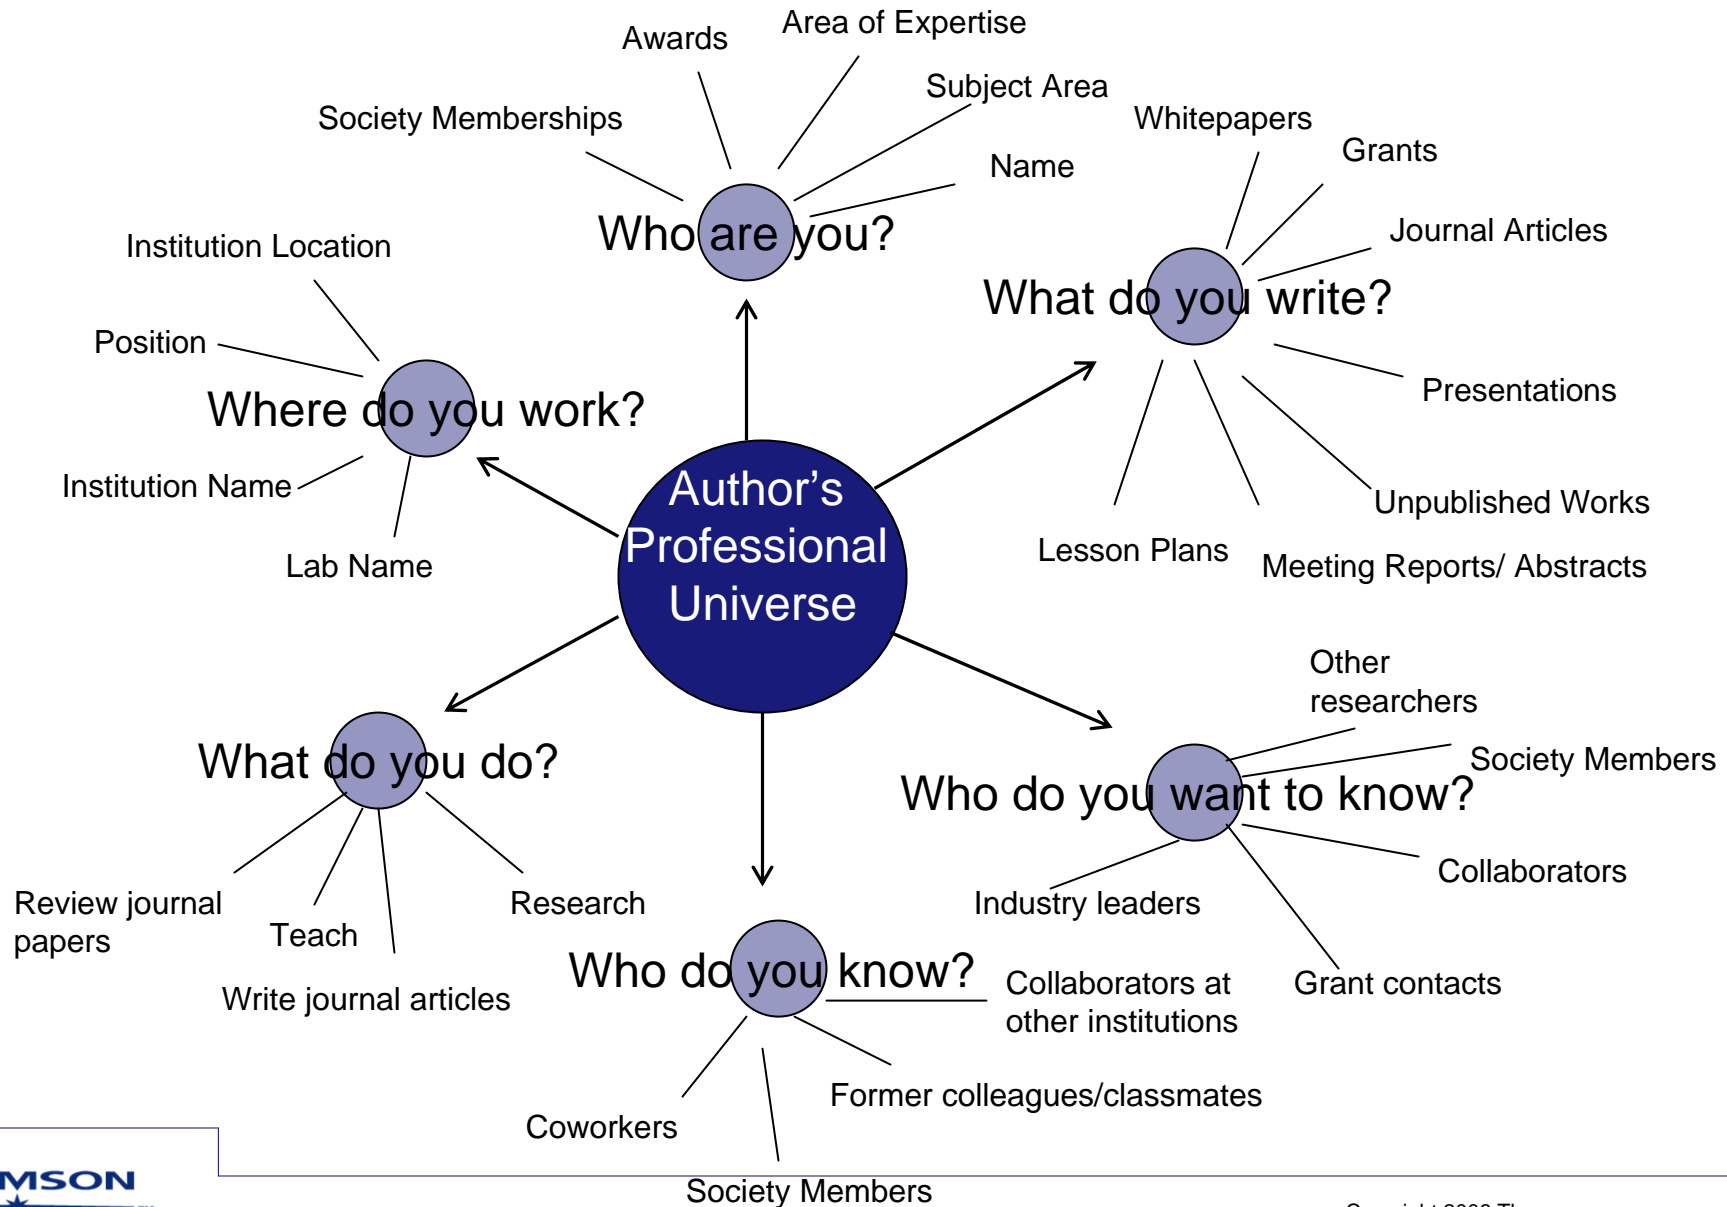 Area of Expertise
Awards
Subject Area
Society Memberships
Whitepapers
Grants
Name
Who are you?
Journal Articles
Institution Location
What do you write?
Position
Presentations
Where do you work?
Institution Name
Author’s
Professional
Universe
Unpublished Works
Lesson Plans
Meeting Reports/ Abstracts
Lab Name
Other
researchers
Society Members
What do you do?
Who do you want to know?
Collaborators
Review journal
papers
Teach
Research
Industry leaders
Write journal articles
Who do you know?
Collaborators at
other institutions
Grant contacts
Former colleagues/classmates
Coworkers
Society Members
MSON